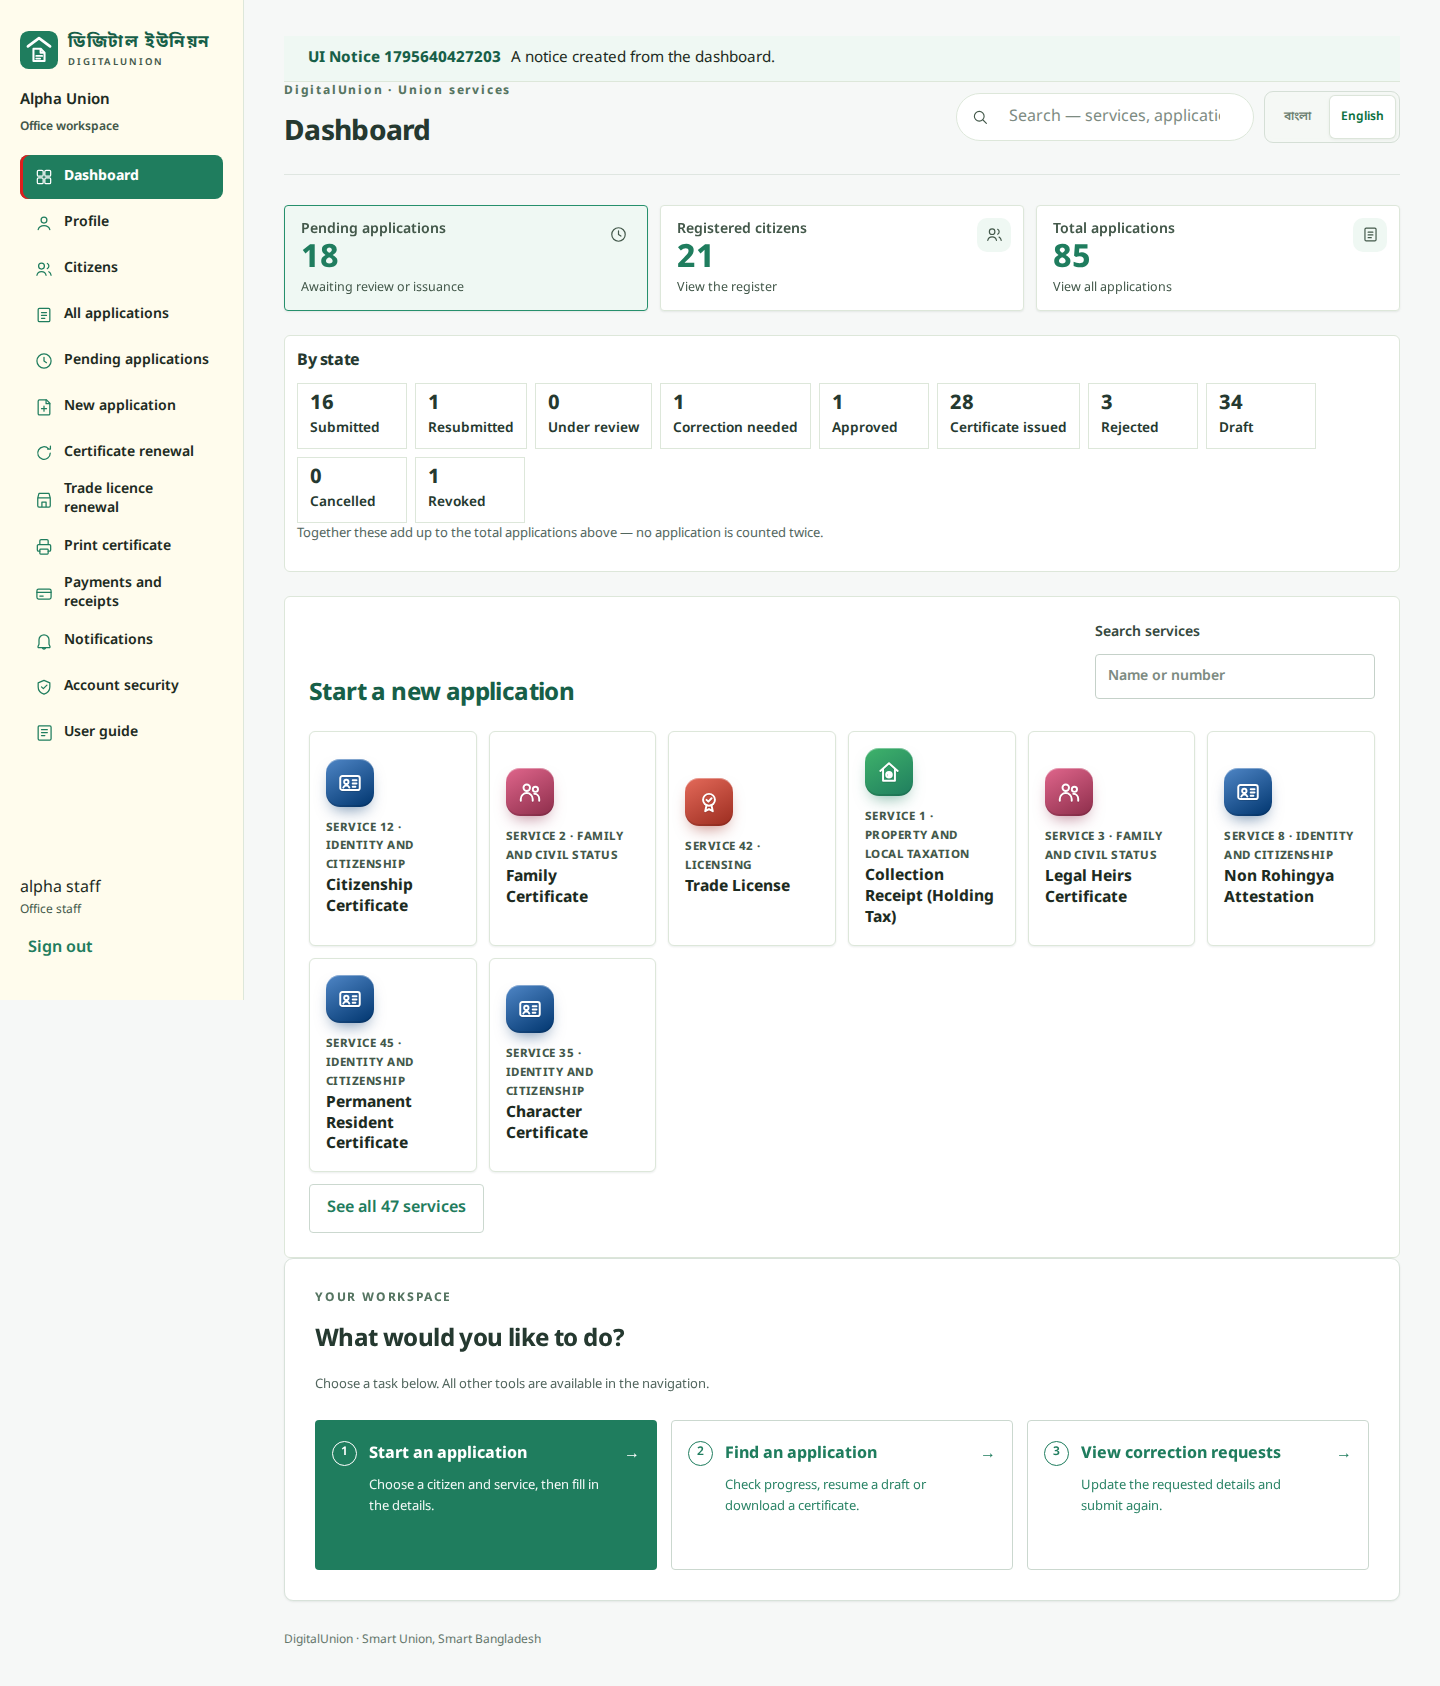 ডিজিটাল ইউনিয়ন
DIGITALUNION
Alpha Union
Office workspace
Dashboard
Profile
Citizens
All applications
Pending applications
New application
Certificate renewal
Trade licence
renewal
Print certificate
Payments and
receipts
Notifications
Account security
User guide
alpha staff
Office staff
Sign out
UI Notice 1795640427203 A notice created from the dashboard.
DigitalUnion · Union services
Dashboard
Search — services, applicati
বাংলা
English
Pending applications
18
Awaiting review or issuance
Registered citizens
21
View the register
Total applications
85
View all applications
By state
16
Submitted
1
Resubmitted
0
Under review
1
Correction needed
1
Approved
28
Certificate issued
3
Rejected
34
Draft
0
Cancelled
1
Revoked
Together these add up to the total applications above — no application is counted twice.
Start a new application
Search services
Name or number
SERVICE 12 ·
IDENTITY AND
CITIZENSHIP
Citizenship
Certificate
SERVICE 2 · FAMILY
AND CIVIL STATUS
Family
Certificate
SERVICE 42 ·
LICENSING
Trade License
SERVICE 1 ·
PROPERTY AND
LOCAL TAXATION
Collection
Receipt (Holding
Tax)
SERVICE 3 · FAMILY
AND CIVIL STATUS
Legal Heirs
Certificate
SERVICE 8 · IDENTITY
AND CITIZENSHIP
Non Rohingya
Attestation
SERVICE 45 ·
IDENTITY AND
CITIZENSHIP
Permanent
Resident
Certificate
SERVICE 35 ·
IDENTITY AND
CITIZENSHIP
Character
Certificate
See all 47 services
YOUR WORKSPACE
What would you like to do?
Choose a task below. All other tools are available in the navigation.
1 Start an application →
Choose a citizen and service, then fill in
the details.
2 Find an application →
Check progress, resume a draft or
download a certificate.
3 View correction requests →
Update the requested details and
submit again.
DigitalUnion · Smart Union, Smart Bangladesh